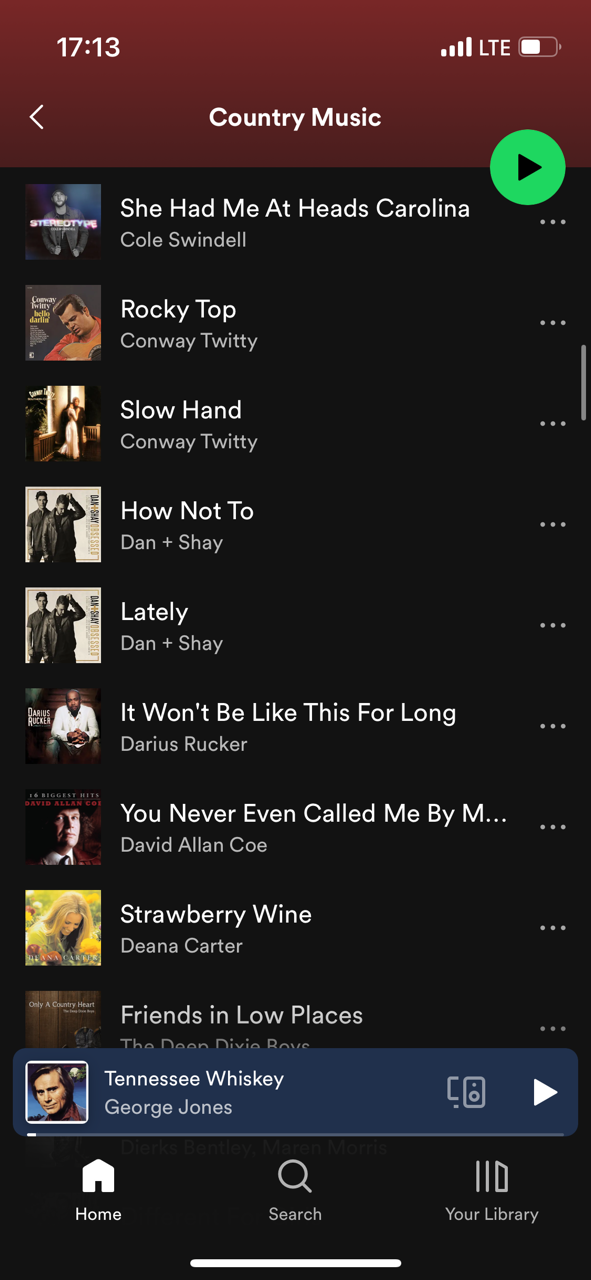 17:13
LTE
Country Music
STEREOTYPE
She Had Me At Heads Carolina
Cole Swindell
Conway
Twitty
hello
darlin'
Rocky Top
Conway Twitty
Slow Hand
Conway Twitty
DAN + SHAY
OBSESSED
How Not To
Dan + Shay
DAN + SHAY
OBSESSED
Lately
Dan + Shay
DARIUS
RUCKER
It Won't Be Like This For Long
Darius Rucker
16 BIGGEST HITS
DAVID ALLAN COE
You Never Even Called Me By M...
David Allan Coe
DEANA CARTER
Strawberry Wine
Deana Carter
Only A Country Heart
The Deep Dixie Boys
Friends in Low Places
The Deep Dixie Boys
Tennessee Whiskey
George Jones
Dierks Bentley, Maren Morris
Home
Search
Your Library